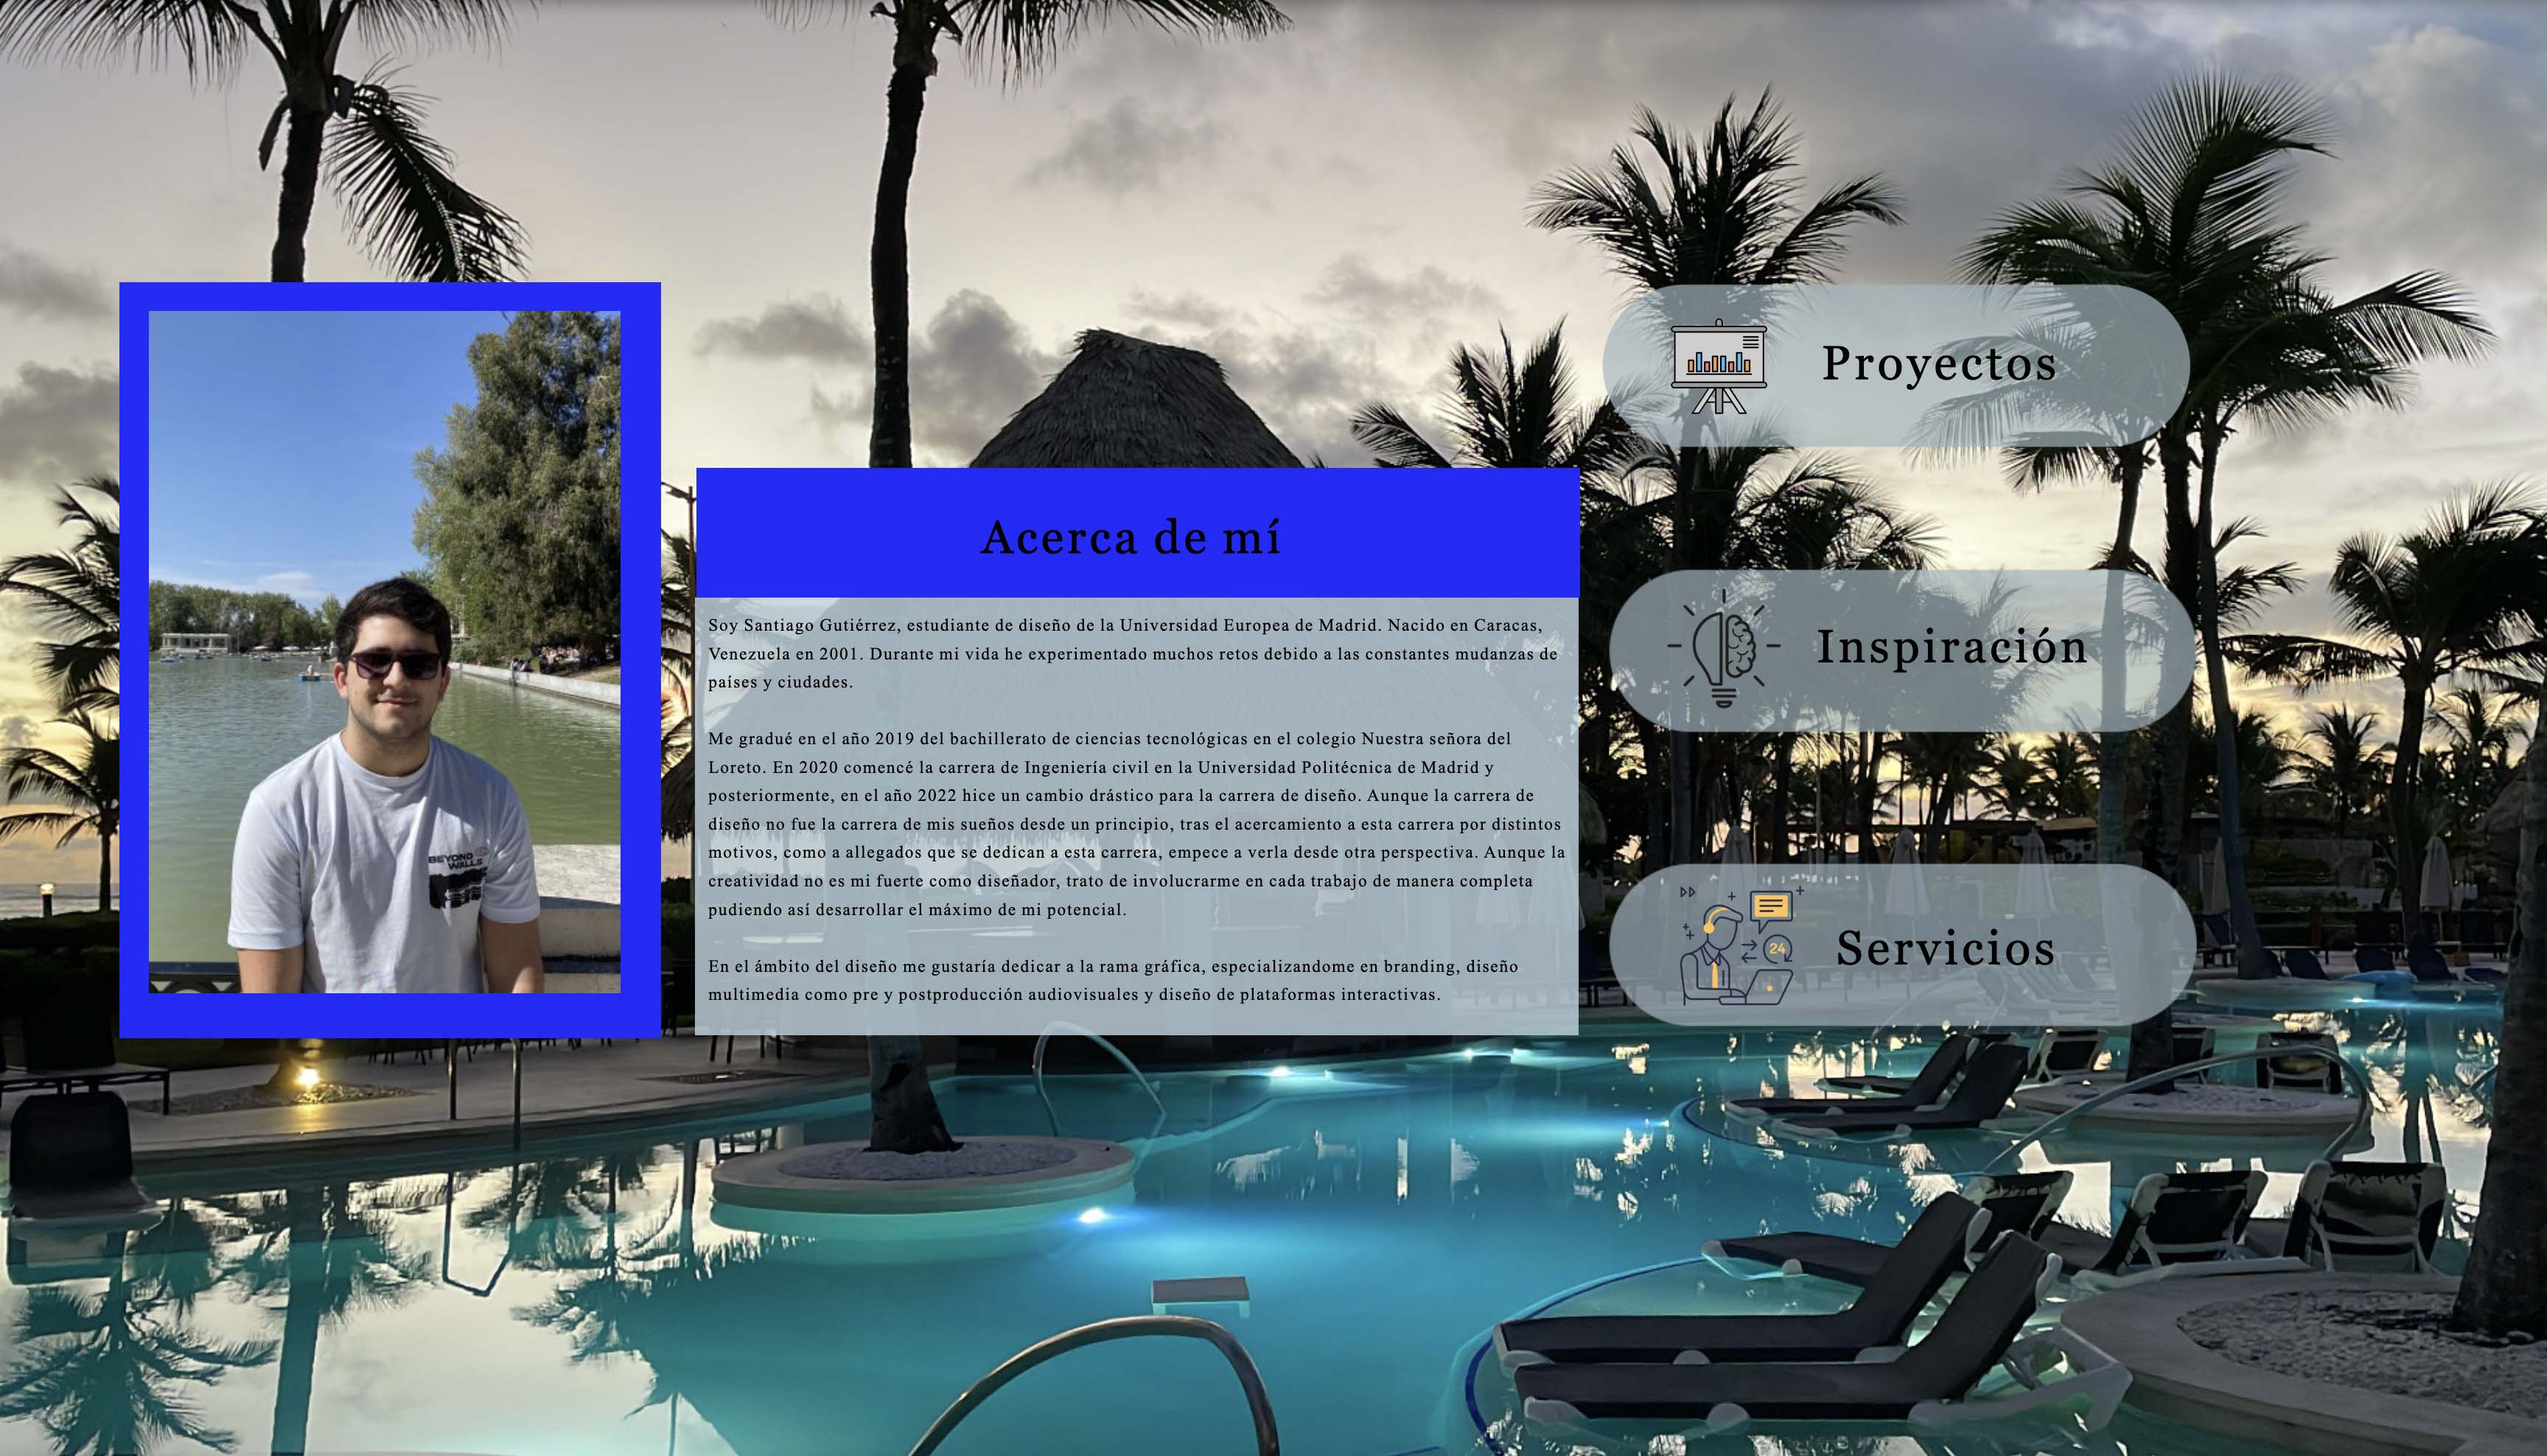 Acerca de mí
Soy Santiago Gutiérrez, estudiante de diseño de la Universidad Europea de Madrid. Nacido en Caracas,
Venezuela en 2001. Durante mi vida he experimentado muchos retos debido a las constantes mudanzas de
países y ciudades.
Me gradué en el año 2019 del bachillerato de ciencias tecnológicas en el colegio Nuestra señora del
Loreto. En 2020 comencé la carrera de Ingeniería civil en la Universidad Politécnica de Madrid y
posteriormente, en el año 2022 hice un cambio drástico para la carrera de diseño. Aunque la carrera de
diseño no fue la carrera de mis sueños desde un principio, tras el acercamiento a esta carrera por distintos
motivos, como a allegados que se dedican a esta carrera, empece a verla desde otra perspectiva. Aunque la
creatividad no es mi fuerte como diseñador, trato de involucrarme en cada trabajo de manera completa
pudiendo así desarrollar el máximo de mi potencial.
En el ámbito del diseño me gustaría dedicar a la rama gráfica, especializandome en branding, diseño
multimedia como pre y postproducción audiovisuales y diseño de plataformas interactivas.
Proyectos
Inspiración
Servicios
24
BEYOND
WALLS